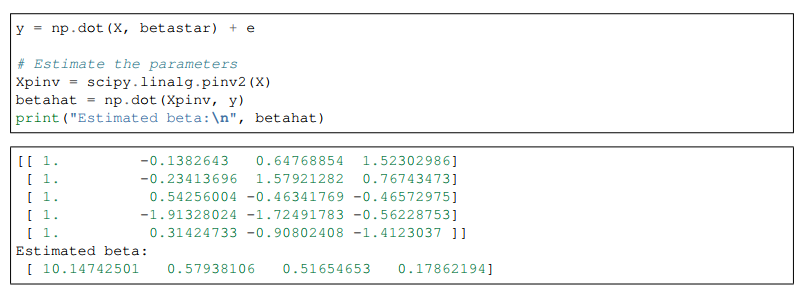 y = np.dot(X, betastar) + e
# Estimate the parameters
Xpinv = scipy.linalg.pinv2(X)
betahat = np.dot(Xpinv, y)
print("Estimated beta:\n", betahat)
[[ 1. -0.1382643 0.64768854 1.52302986]
[ 1. -0.23413696 1.57921282 0.76743473]
[ 1. 0.54256004 -0.46341769 -0.46572975]
[ 1. -1.91328024 -1.72491783 -0.56228753]
[ 1. 0.31424733 -0.90802408 -1.4123037 ]]
Estimated beta:
[ 10.14742501 0.57938106 0.51654653 0.17862194]